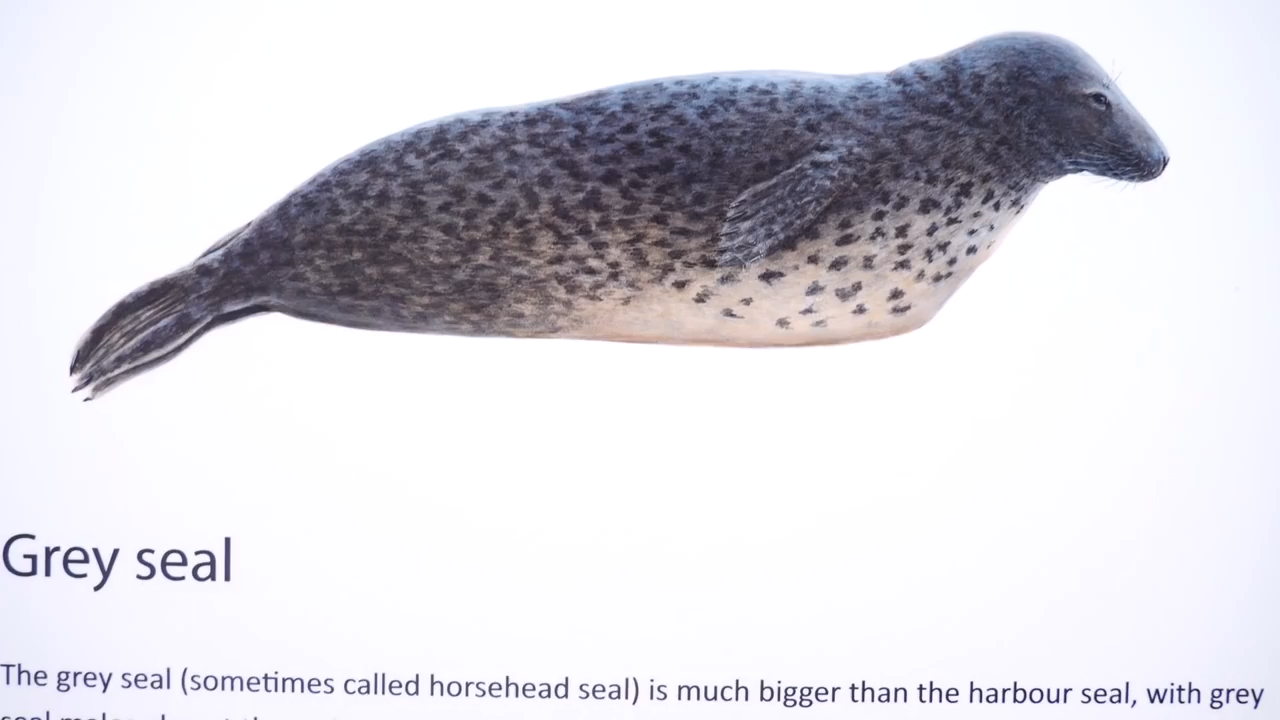 Grey seal
The grey seal (sometimes called horsehead seal) is much bigger than the harbour seal, with grey